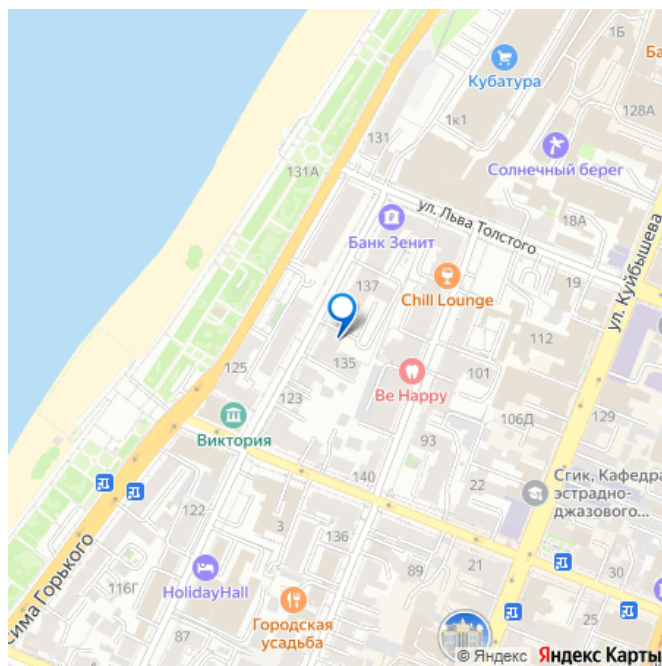 1Б
Ба
Кубатура
128А
1к1
131
Солнечный берег
131А
ул. Льва Толстого
18А
Банк Зенит
ул. Куйбышева
137
19
Chill Lounge
112
135
125
101
Be Happy
123
106Д
129
Виктория
93
140
22
Сгик, Кафедра
эстрадно-
джазового...
122
3
136
сима Горького
116Г
HolidayHall
89
21
30
Городская
усадьба
25
87
© Яндекс Яндекс Карты